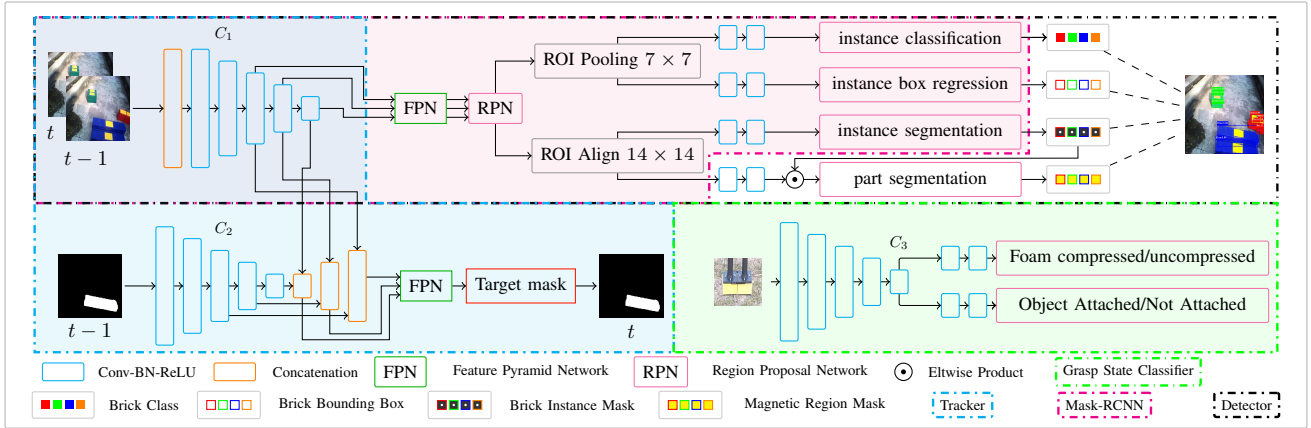 C1
t
t − 1
FPN
RPN
ROI Pooling 7 × 7
ROI Align 14 × 14
instance classification
instance box regression
instance segmentation
part segmentation
C2
t − 1
FPN
Target mask
t
C3
Foam compressed/uncompressed
Object Attached/Not Attached
Conv-BN-ReLU
Concatenation
FPN
Feature Pyramid Network
RPN
Region Proposal Network
Eltwise Product
Grasp State Classifier
Brick Class
Brick Bounding Box
Brick Instance Mask
Magnetic Region Mask
Tracker
Mask-RCNN
Detector